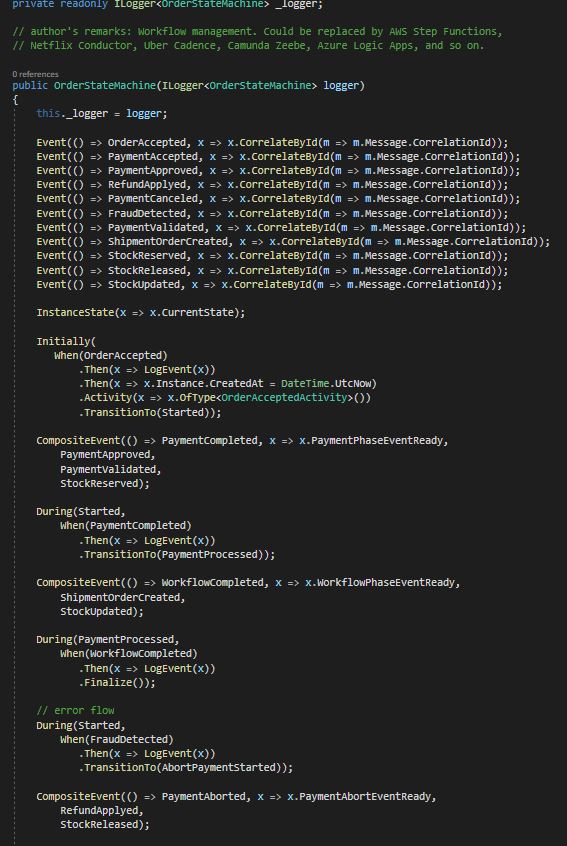 private readonly ILogger<OrderStateMachine> _logger;
// author's remarks: Workflow management. Could be replaced by AWS Step Functions,
// Netflix Conductor, Uber Cadence, Camunda Zeebe, Azure Logic Apps, and so on.
0 references
public OrderStateMachine(ILogger<OrderStateMachine> logger)
{
this._logger = logger;
Event(() => OrderAccepted, x => x.CorrelateById(m => m.Message.CorrelationId));
Event(() => PaymentAccepted, x => x.CorrelateById(m => m.Message.CorrelationId));
Event(() => PaymentApproved, x => x.CorrelateById(m => m.Message.CorrelationId));
Event(() => RefundApplyed, x => x.CorrelateById(m => m.Message.CorrelationId));
Event(() => PaymentCanceled, x => x.CorrelateById(m => m.Message.CorrelationId));
Event(() => FraudDetected, x => x.CorrelateById(m => m.Message.CorrelationId));
Event(() => PaymentValidated, x => x.CorrelateById(m => m.Message.CorrelationId));
Event(() => ShipmentOrderCreated, x => x.CorrelateById(m => m.Message.CorrelationId));
Event(() => StockReserved, x => x.CorrelateById(m => m.Message.CorrelationId));
Event(() => StockReleased, x => x.CorrelateById(m => m.Message.CorrelationId));
Event(() => StockUpdated, x => x.CorrelateById(m => m.Message.CorrelationId));
InstanceState(x => x.CurrentState);
Initially(
When(OrderAccepted)
.Then(x => LogEvent(x))
.Then(x => x.Instance.CreatedAt = DateTime.UtcNow)
.Activity(x => x.OfType<OrderAcceptedActivity>())
.TransitionTo(Started));
CompositeEvent(() => PaymentCompleted, x => x.PaymentPhaseEventReady,
PaymentApproved,
PaymentValidated,
StockReserved);
During(Started,
When(PaymentCompleted)
.Then(x => LogEvent(x))
.TransitionTo(PaymentProcessed));
CompositeEvent(() => WorkflowCompleted, x => x.WorkflowPhaseEventReady,
ShipmentOrderCreated,
StockUpdated);
During(PaymentProcessed,
When(WorkflowCompleted)
.Then(x => LogEvent(x))
.Finalize());
// error flow
During(Started,
When(FraudDetected)
.Then(x => LogEvent(x))
.TransitionTo(AbortPaymentStarted));
CompositeEvent(() => PaymentAborted, x => x.PaymentAbortEventReady,
RefundApplyed,
StockReleased);